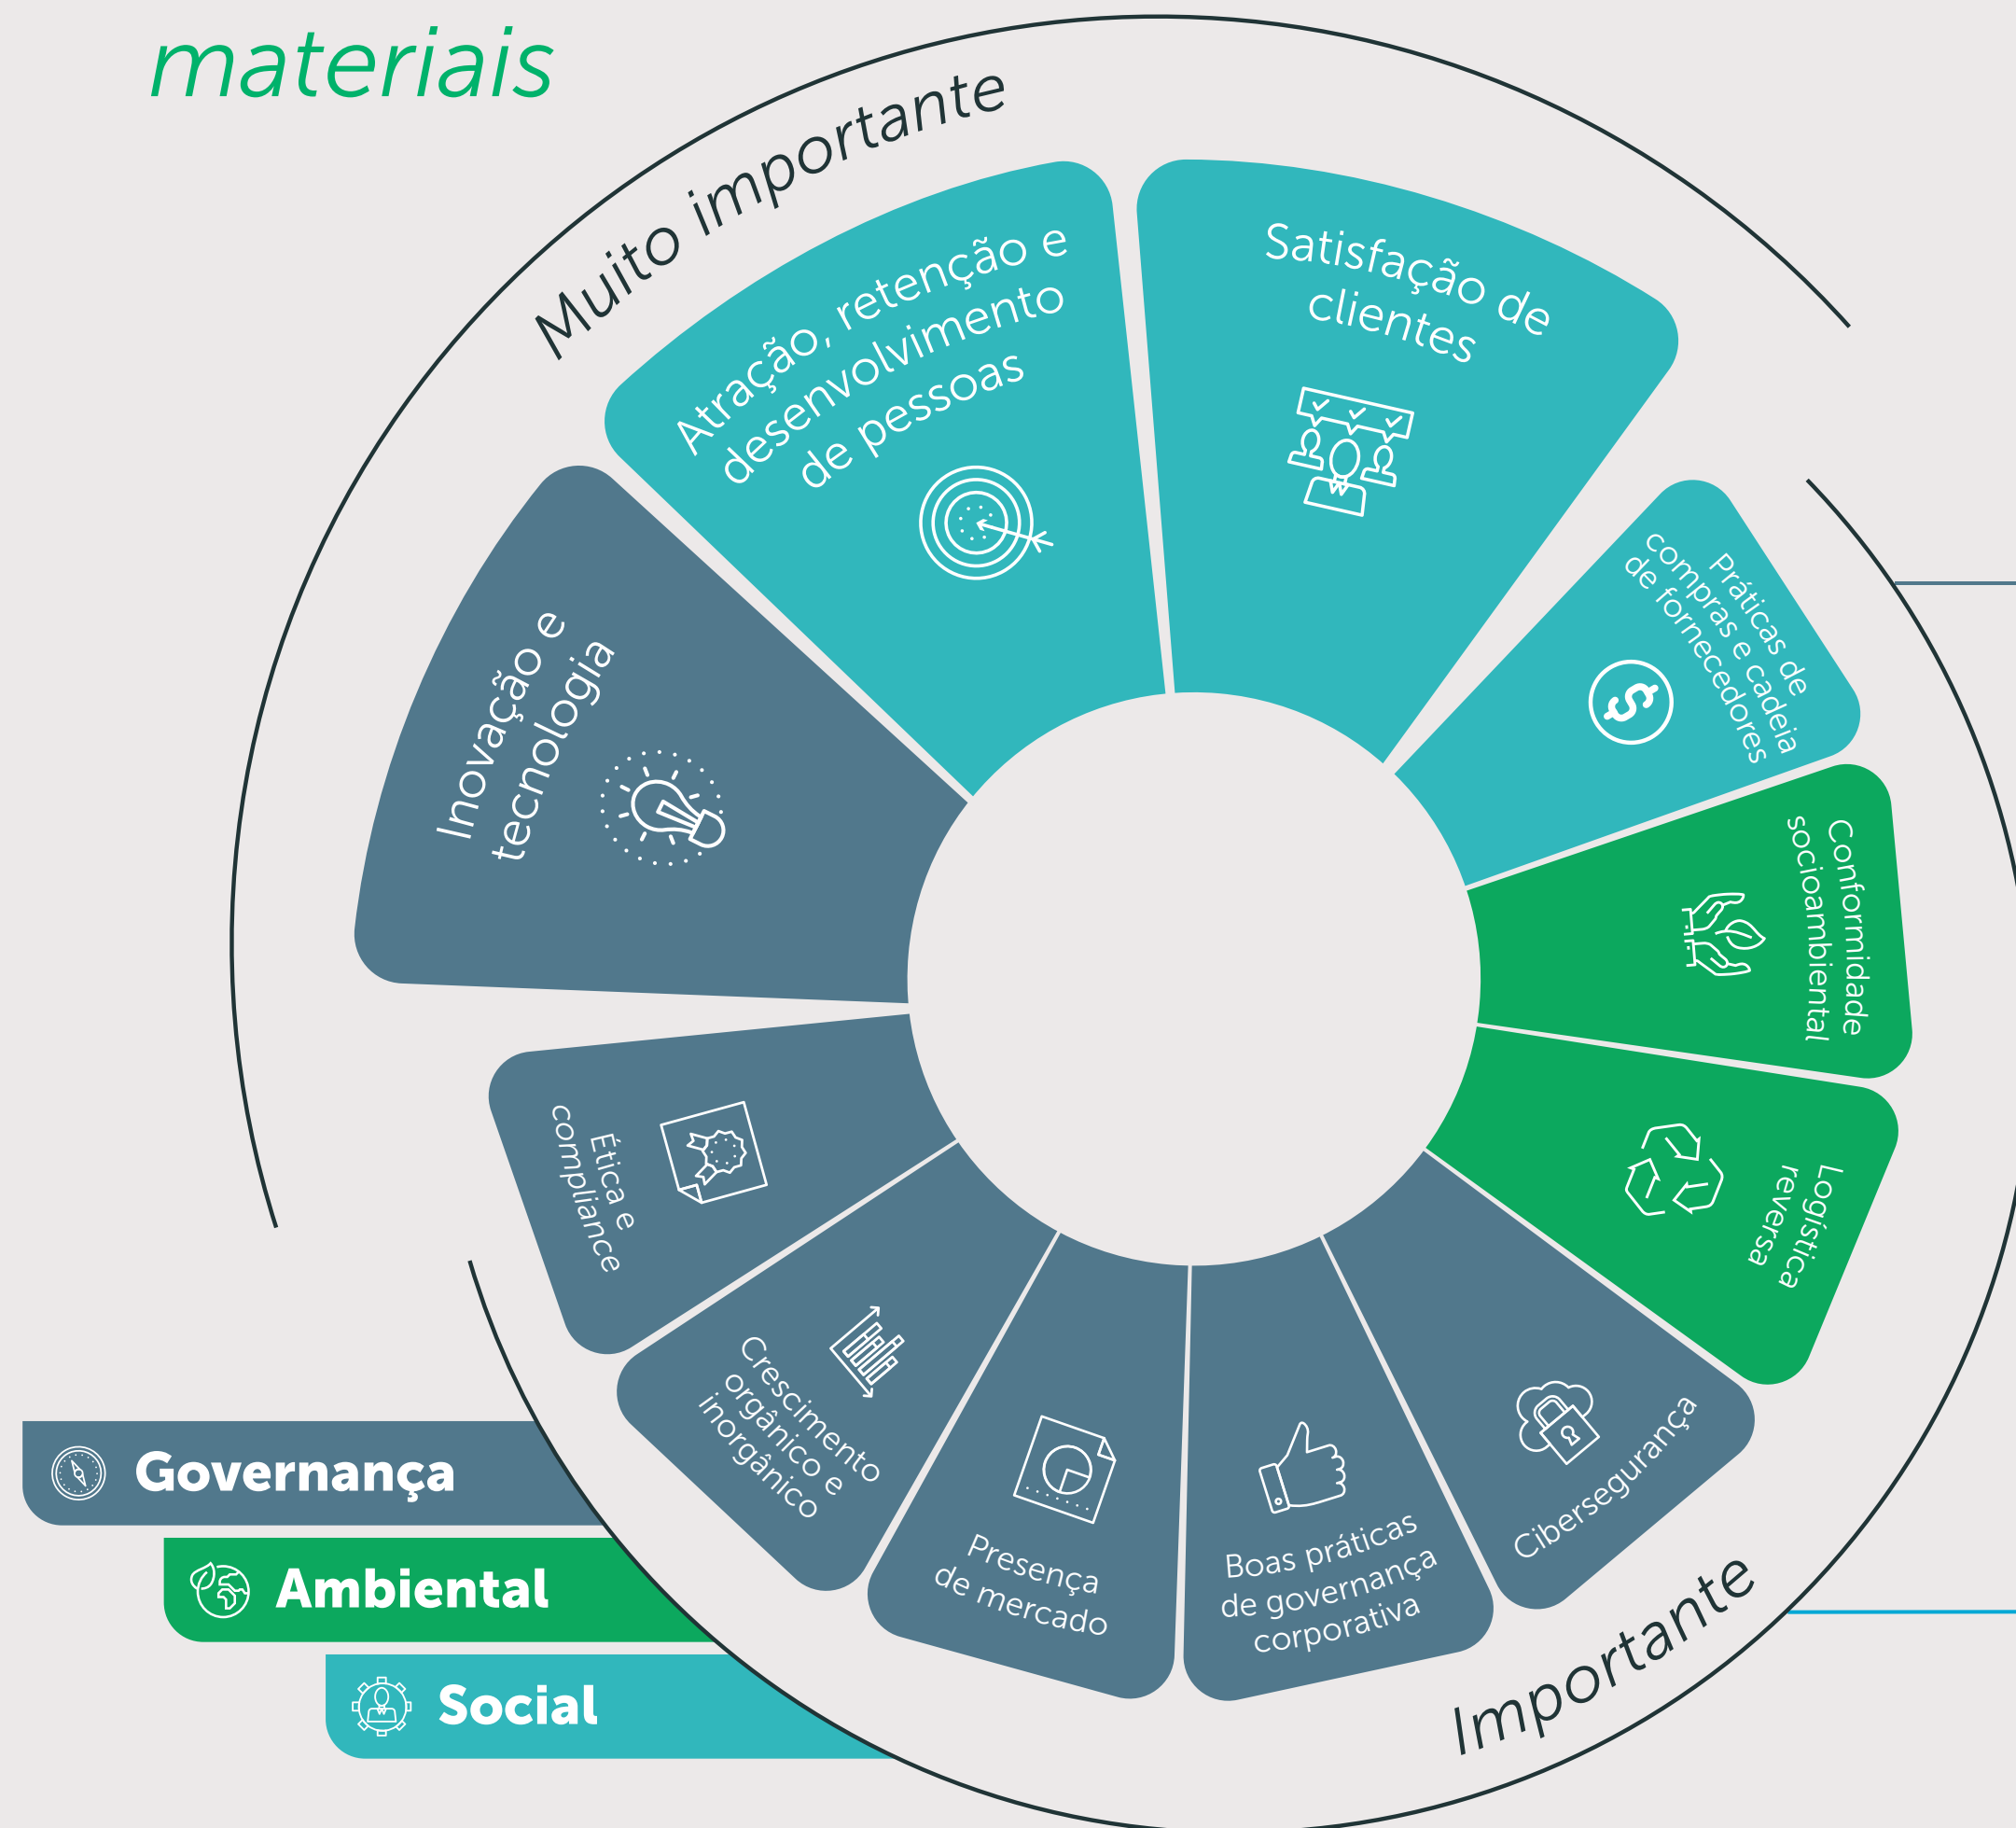 materiais
Muito importante
Atração, retenção e
desenvolvimento
de pessoas
Satisfação de
clientes
Inovação e
tecnologia
Práticas de
compras e cadeia
de fornecedores
Conformidade
socioambiental
Logística
reversa
Cibersegurança
Boas práticas
de governança
corporativa
Presença
de mercado
Crescimento
orgânico e
inorgânico
Ética e
compliance
Importante
Governança
Ambiental
Social